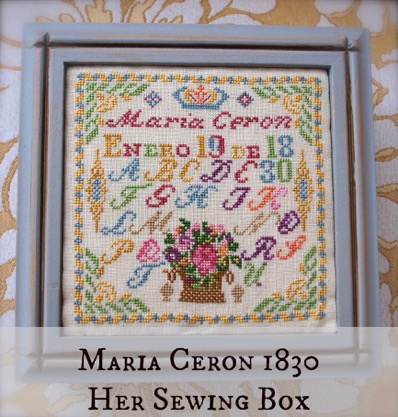 Maria Ceron
ENERO 19 DE 18
A B C D E 30
F G H I K
L M N O
P Q R S
MARIA CERON 1830
HER SEWING BOX